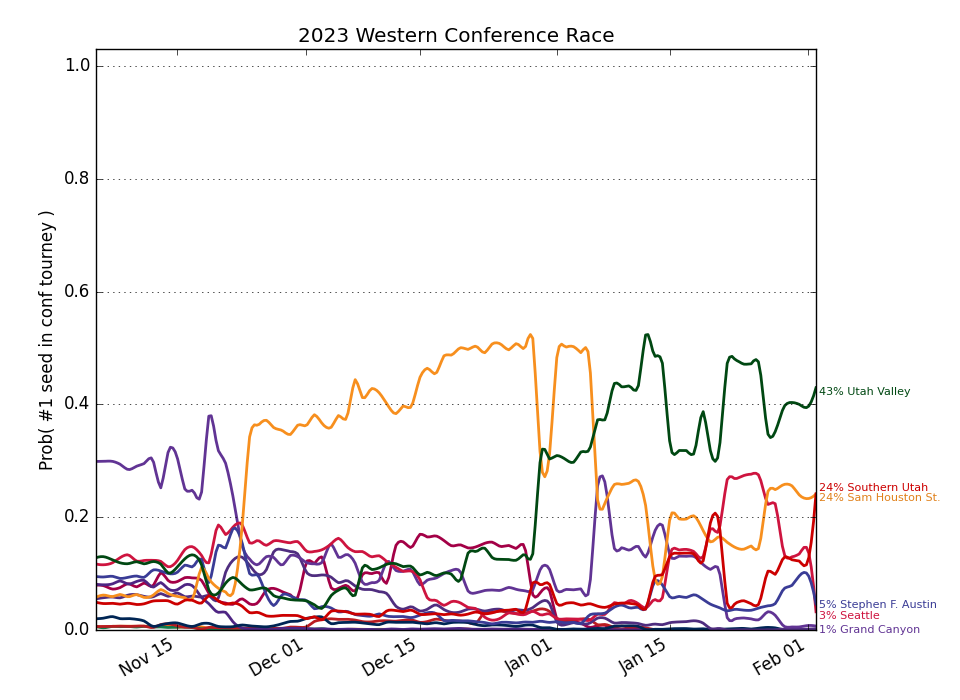 2023 Western Conference Race
Prob( #1 seed in conf tourney )
1.0
0.8
0.6
0.4
0.2
0.0
43% Utah Valley
24% Southern Utah
24% Sam Houston St.
5% Stephen F. Austin
3% Seattle
1% Grand Canyon
Nov 15
Dec 01
Dec 15
Jan 01
Jan 15
Feb 01